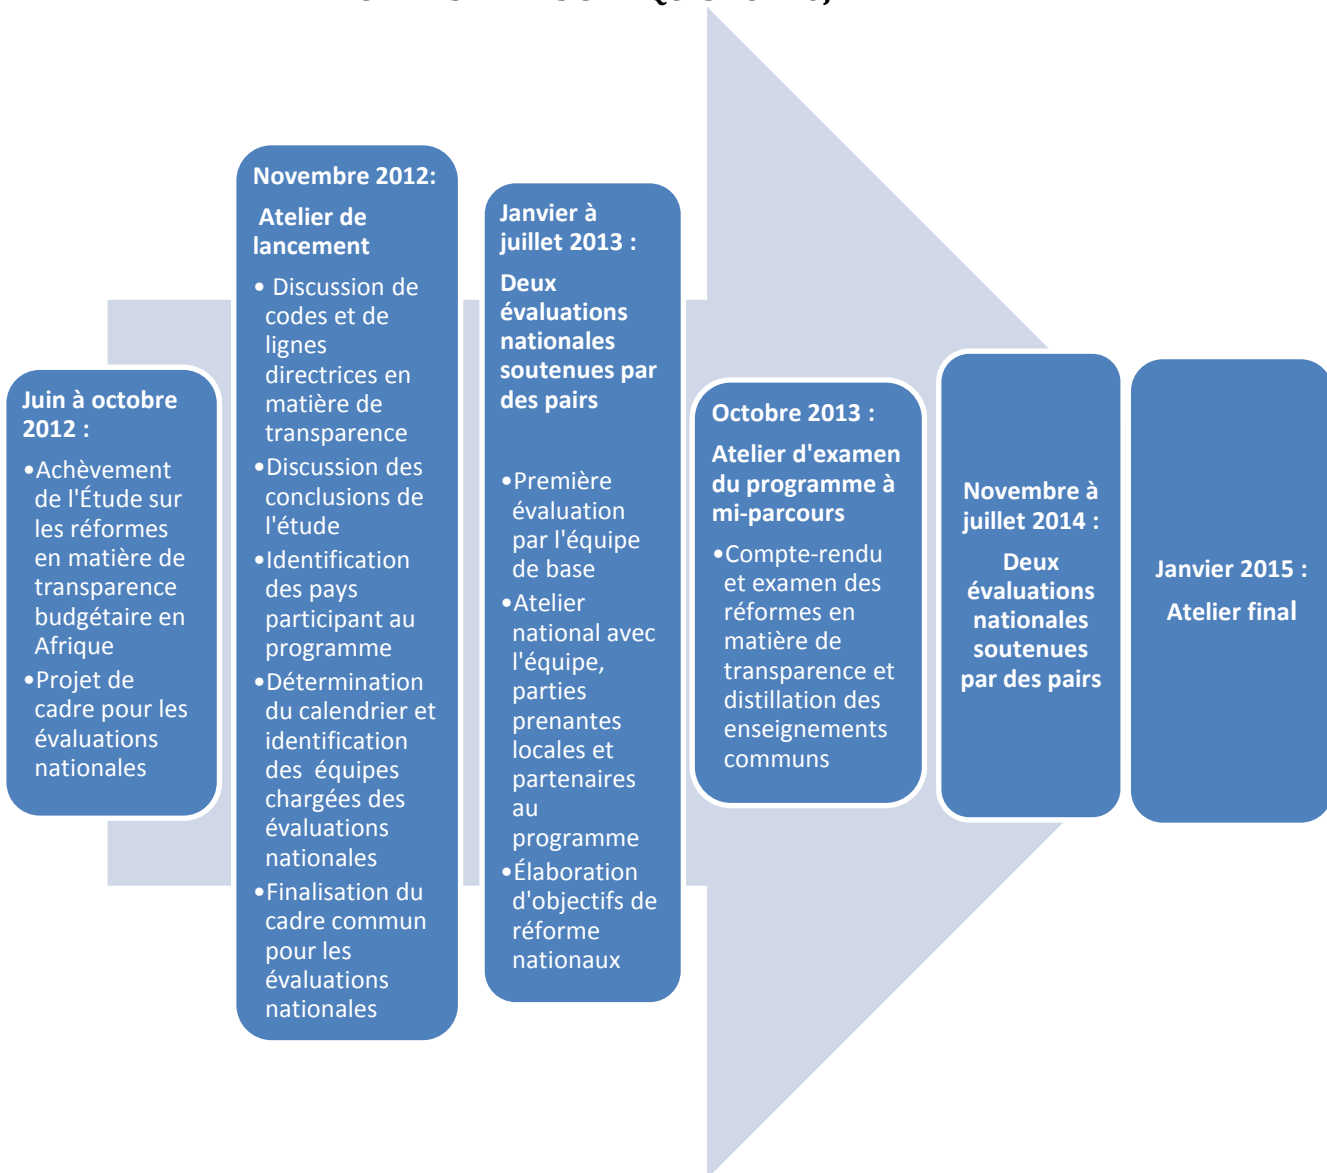 Juin à octobre
2012 :
•Achèvement
de l'Étude sur
les réformes
en matière de
transparence
budgétaire en
Afrique
•Projet de
cadre pour les
évaluations
nationales
Novembre 2012:
Atelier de
lancement
• Discussion de
codes et de
lignes
directrices en
matière de
transparence
•Discussion des
conclusions de
l'étude
•Identification
des pays
participant au
programme
•Détermination
du calendrier et
identification
des équipes
chargées des
évaluations
nationales
•Finalisation du
cadre commun
pour les
évaluations
nationales
Janvier à
juillet 2013 :
Deux
évaluations
nationales
soutenues par
des pairs
•Première
évaluation
par l'équipe
de base
•Atelier
national avec
l'équipe,
parties
prenantes
locales et
partenaires
au
programme
•Élaboration
d'objectifs de
réforme
nationaux
Octobre 2013 :
Atelier d'examen
du programme à
mi-parcours
•Compte-rendu
et examen des
réformes en
matière de
transparence et
distillation des
enseignements
communs
Novembre à
juillet 2014 :
Deux
évaluations
nationales
soutenues
par des pairs
Janvier 2015 :
Atelier final